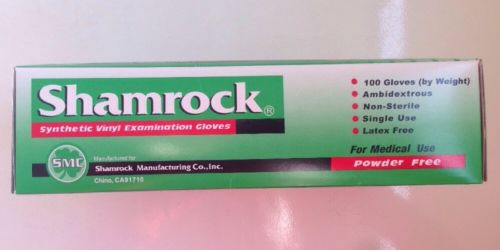 Shamrock®
Synthetic Vinyl Examination Gloves
SMC
Manufactured for
Shamrock Manufacturing Co., Inc.
Chino, CA91710
• 100 Gloves (by Weight)
• Ambidextrous
• Non-Sterile
• Single Use
• Latex Free
For Medical Use
Powder Free